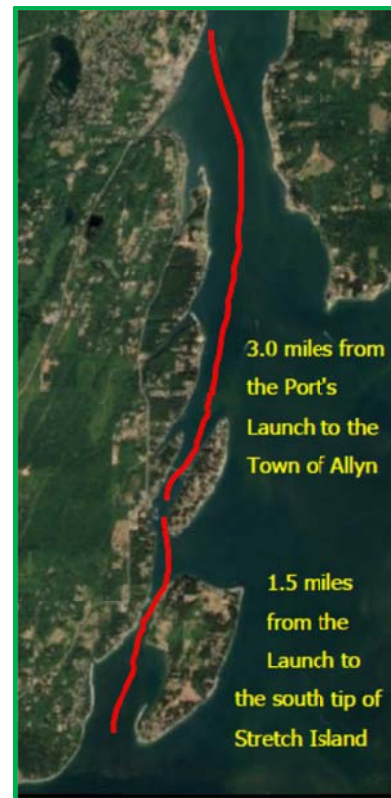 3.0 miles from
the Port's
Launch to the
Town of Allyn
1.5 miles
from the
Launch to
the south tip of
Stretch Island